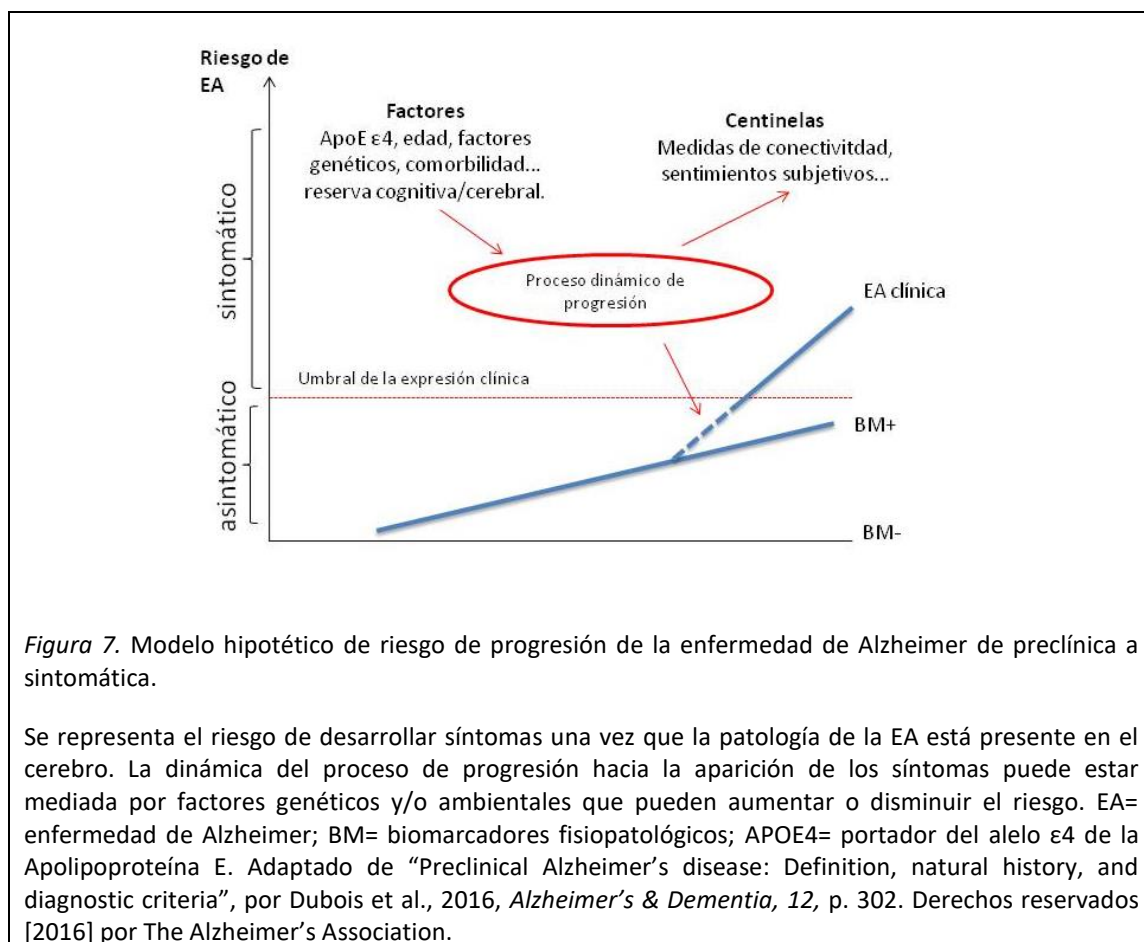 Riesgo de
EA
Factores
ApoE ε4, edad, factores
genéticos, comorbilidad...
reserva cognitiva/cerebral.
Centinelas
Medidas de conectivitdad,
sentimientos subjetivos...
sintomático
Proceso dinámico de
progresión
EA clínica
Umbral de la expresión clínica
asintomático
BM+
BM-
Figura 7. Modelo hipotético de riesgo de progresión de la enfermedad de Alzheimer de preclínica a
sintomática.
Se representa el riesgo de desarrollar síntomas una vez que la patología de la EA está presente en el
cerebro. La dinámica del proceso de progresión hacia la aparición de los síntomas puede estar
mediada por factores genéticos y/o ambientales que pueden aumentar o disminuir el riesgo. EA=
enfermedad de Alzheimer; BM= biomarcadores fisiopatológicos; APOE4= portador del alelo ε4 de la
Apolipoproteína E. Adaptado de “Preclinical Alzheimer’s disease: Definition, natural history, and
diagnostic criteria”, por Dubois et al., 2016, Alzheimer’s & Dementia, 12, p. 302. Derechos reservados
[2016] por The Alzheimer’s Association.